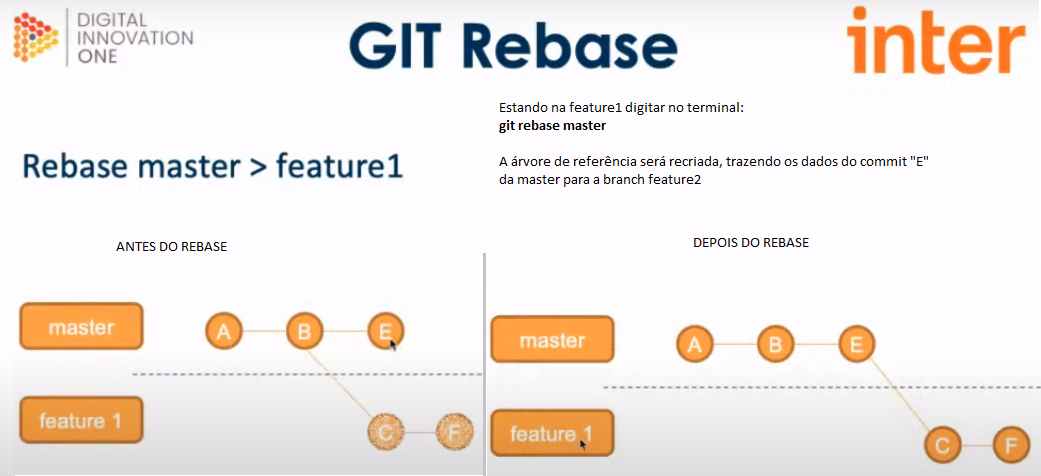 DIGITAL
INNOVATION
ONE
GIT Rebase
inter
Estando na feature1 digitar no terminal:
git rebase master
Rebase master > feature1
A árvore de referência será recriada, trazendo os dados do commit "E"
da master para a branch feature2
ANTES DO REBASE
DEPOIS DO REBASE
master
A
B
E
feature 1
C
F
master
A
B
E
feature 1
C
F